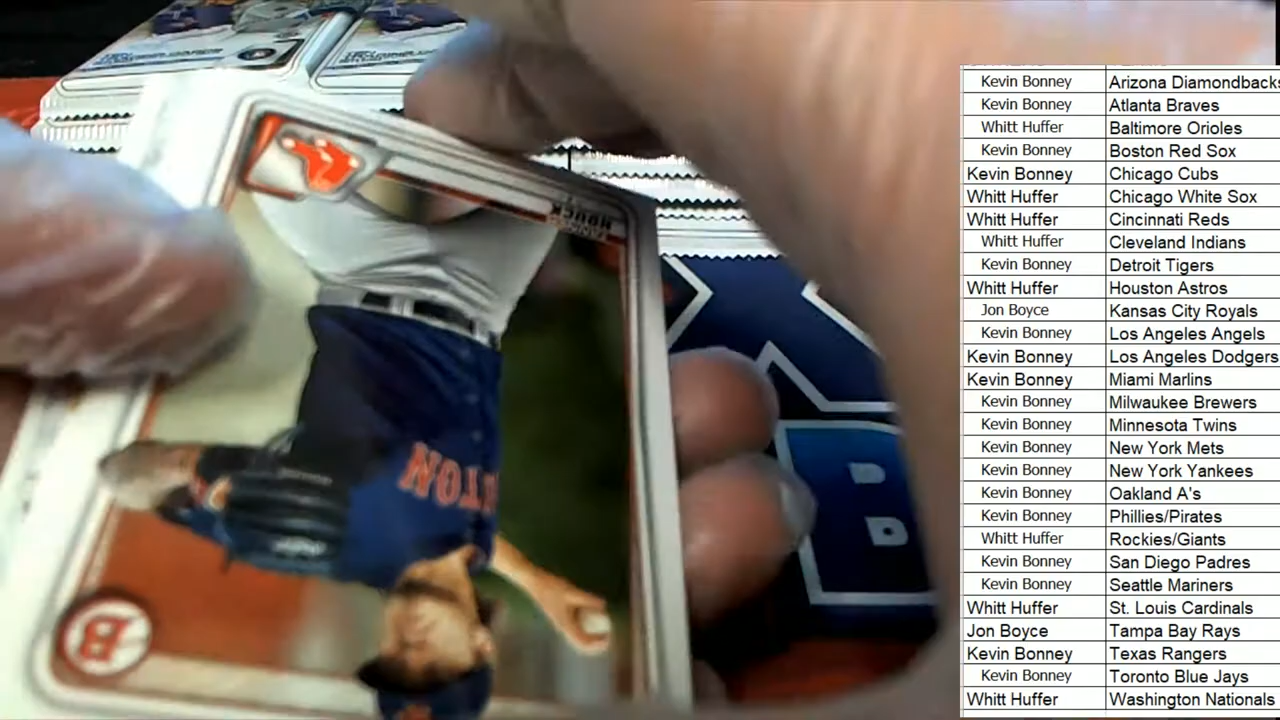 Kevin Bonney Arizona Diamondbacks
Kevin Bonney Atlanta Braves
Whitt Huffer Baltimore Orioles
Kevin Bonney Boston Red Sox
Kevin Bonney Chicago Cubs
Whitt Huffer Chicago White Sox
Whitt Huffer Cincinnati Reds
Whitt Huffer Cleveland Indians
Kevin Bonney Detroit Tigers
Whitt Huffer Houston Astros
Jon Boyce Kansas City Royals
Kevin Bonney Los Angeles Angels
Kevin Bonney Los Angeles Dodgers
Kevin Bonney Miami Marlins
Kevin Bonney Milwaukee Brewers
Kevin Bonney Minnesota Twins
Kevin Bonney New York Mets
Kevin Bonney New York Yankees
Kevin Bonney Oakland A's
Kevin Bonney Phillies/Pirates
Whitt Huffer Rockies/Giants
Kevin Bonney San Diego Padres
Kevin Bonney Seattle Mariners
Whitt Huffer St. Louis Cardinals
Jon Boyce Tampa Bay Rays
Kevin Bonney Texas Rangers
Kevin Bonney Toronto Blue Jays
Whitt Huffer Washington Nationals
HOUCK
B